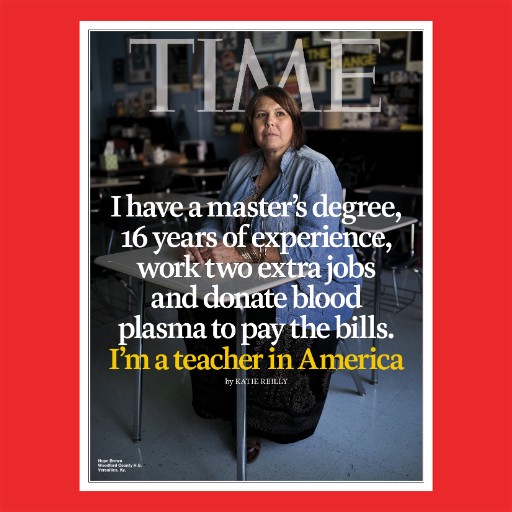 THE
CHANGE
TIME
I have a master's degree,
16 years of experience,
work two extra jobs
and donate blood
plasma to pay the bills.
I'm a teacher in America
by KATIE REILLY
Hope Brown
Woodford County H.S.
Versailles, Ky.